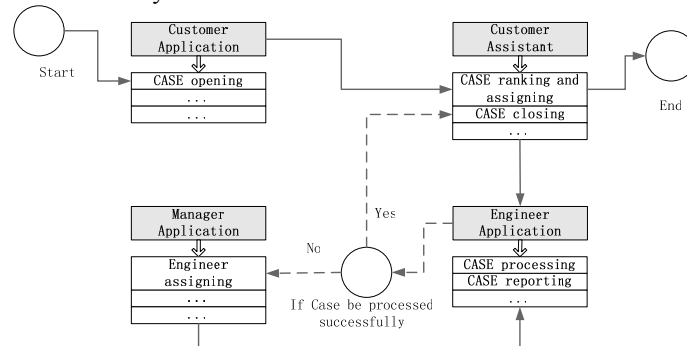 Customer
Application
CASE opening
...
...
Customer
Assistant
CASE ranking and
assigning
CASE closing
...
Start
End
Manager
Application
Engineer
assigning
...
...
Yes
No
If Case be processed
successfully
Engineer
Application
CASE processing
CASE reporting
...